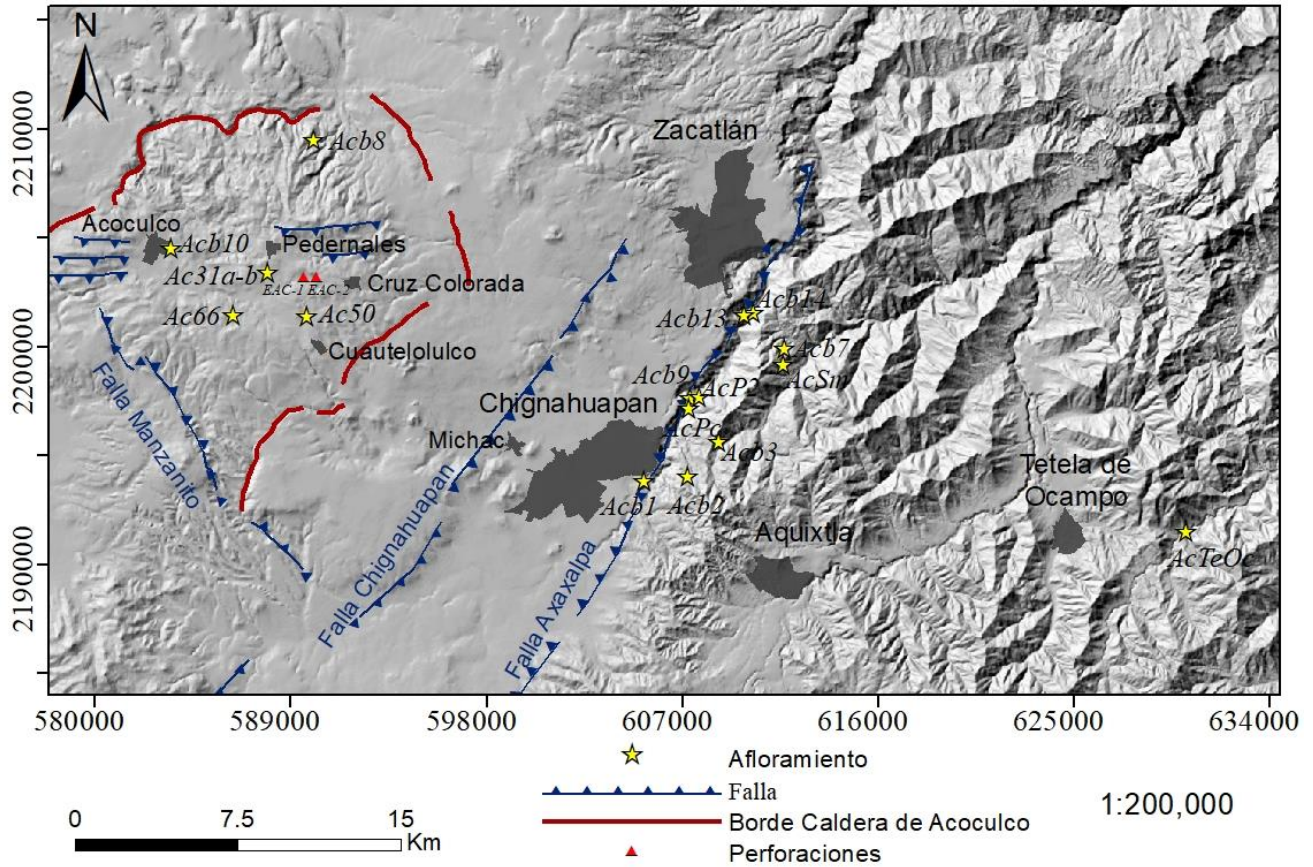 N
2210000
2200000
2190000
Zacatlán
Acb8
Acoculco
Acb10
Pedernales
Ac31a-b
EAC-1 EAC-2
Cruz Colorada
Ac66
Ac50
Cuautelolulco
Acb14
Acb13
Acb7
AcSm
Acb9
AcP2
Chignahuapan
AcPc
Michac
Acb3
Acb1
Acb2
Tetela de
Ocampo
Aquixtla
AcTeOc
Falla Manzanito
Falla Chignahuapan
Falla Axaxalpa
580000
589000
598000
607000
616000
625000
634000
Afloramiento
Falla
Borde Caldera de Acoculco
Perforaciones
0
7.5
15
Km
1:200,000